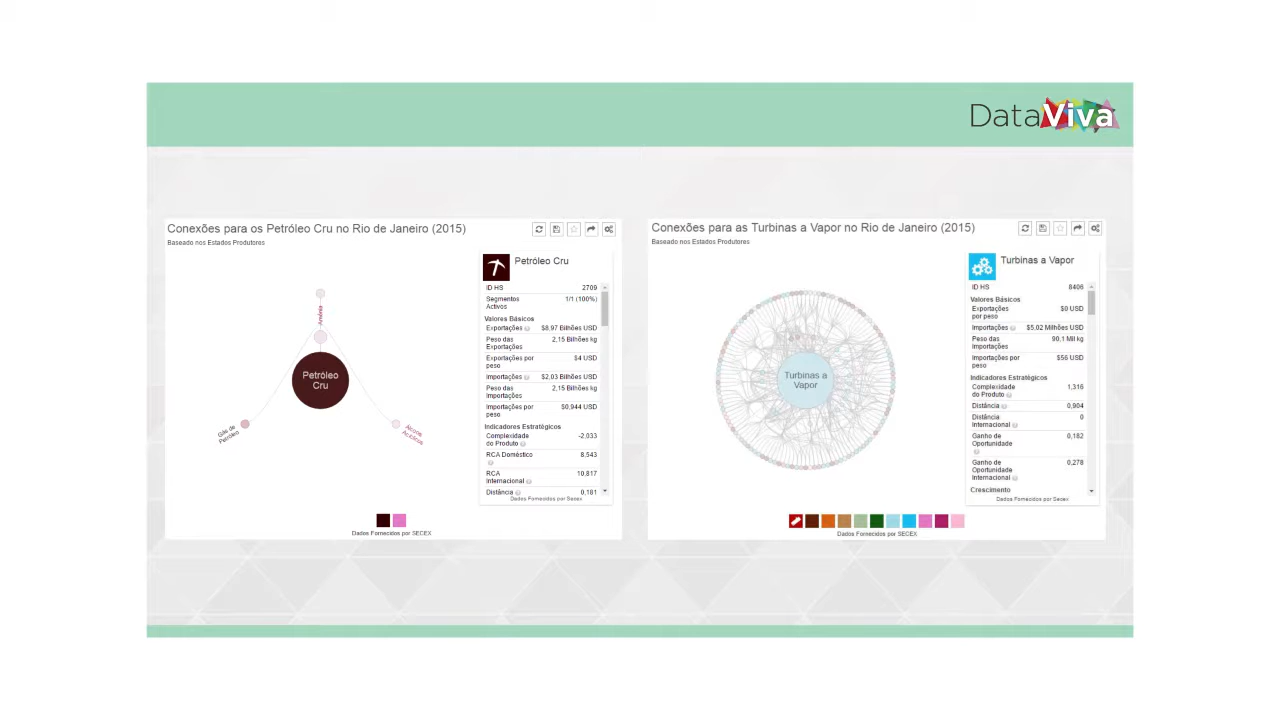 DataViva
Conexões para os Petróleo Cru no Rio de Janeiro (2015)
Baseado nos Estados Produtores
Amônia
Petróleo
Cru
Gás de
Petróleo
Álcoois
Acíclicos
Petróleo Cru
ID HS 2709
Segmentos
Activos 1/1 (100%)
Valores Básicos
Exportações $8,97 Bilhões USD
Peso das
Exportações 2,15 Bilhões kg
Exportações por
peso $4 USD
Importações $2,03 Bilhões USD
Peso das
Importações 2,15 Bilhões kg
Importações por
peso $0,944 USD
Indicadores Estratégicos
Complexidade
do Produto -2,033
RCA Doméstico 8,543
RCA
Internacional 10,817
Distância 0,181
Dados Fornecidos por Secex
Dados Fornecidos por SECEX
Conexões para as Turbinas a Vapor no Rio de Janeiro (2015)
Baseado nos Estados Produtores
Turbinas a
Vapor
Turbinas a Vapor
ID HS 8406
Valores Básicos
Exportações
por peso $0 USD
Importações $5,02 Milhões USD
Peso das
Importações 90,1 Mil kg
Importações por
peso $56 USD
Indicadores Estratégicos
Complexidade
do Produto 1,316
Distância 0,904
Distância
Internacional 0
Ganho de
Oportunidade 0,182
Ganho de
Oportunidade
Internacional 0,278
Crescimento
Dados Fornecidos por Secex
Dados Fornecidos por SECEX